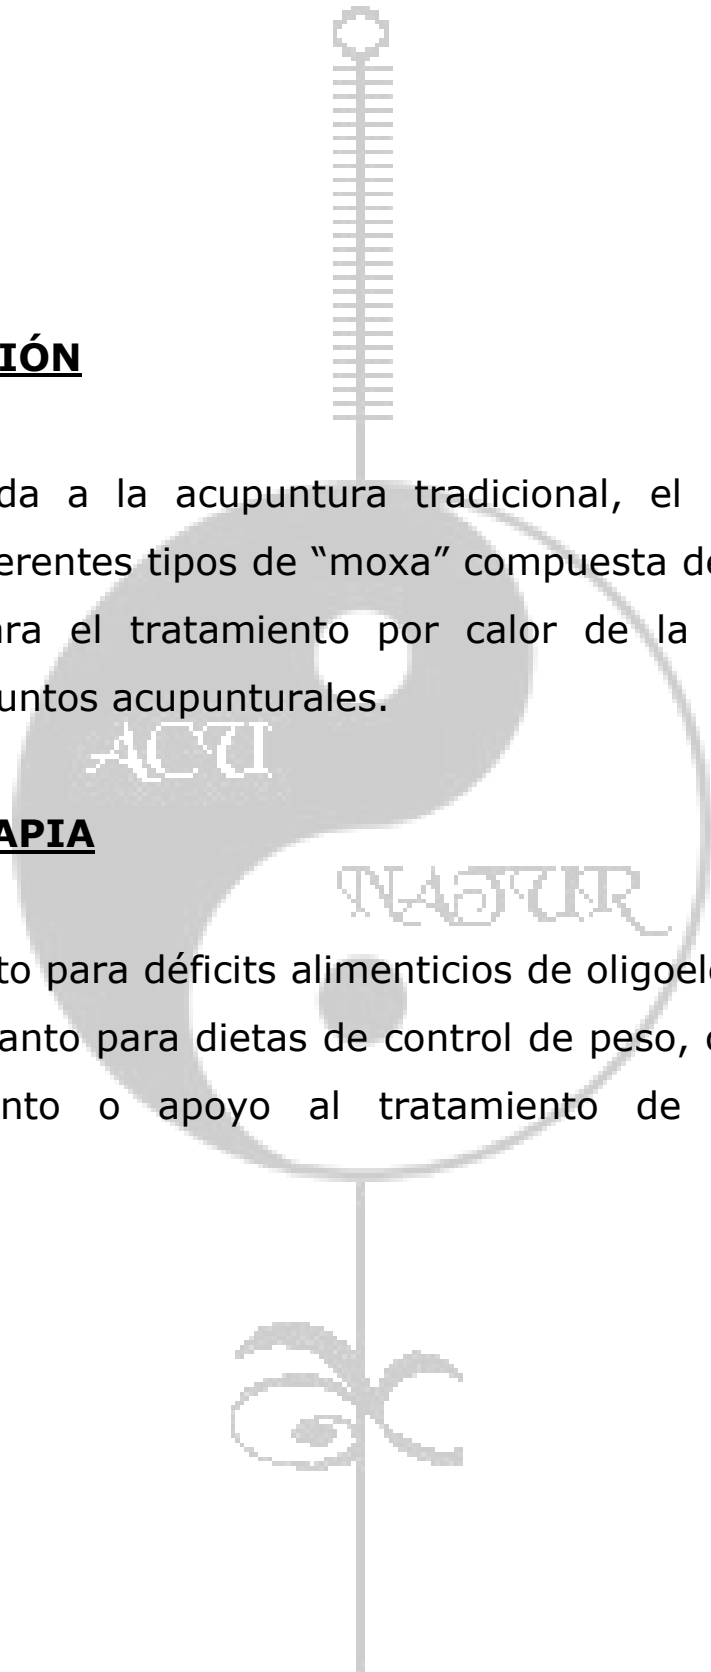 IÓN
da a la acupuntura tradicional, el
erentes tipos de “moxa” compuesta de
ara el tratamiento por calor de la
untos acupunturales.
ACU
APIA
NATUR
to para déficits alimenticios de oligoel
anto para dietas de control de peso,
nto o apoyo al tratamiento de